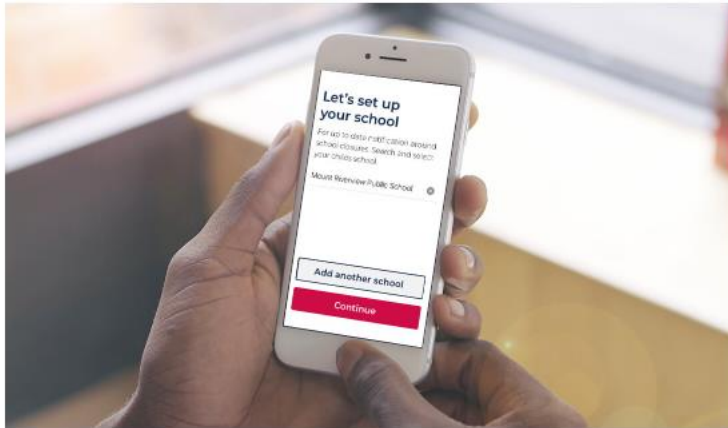 Let's set up
your school
For up to date notification around
school closures. Search and select
your childs school.
Mount Riverview Public School
Add another school
Continue